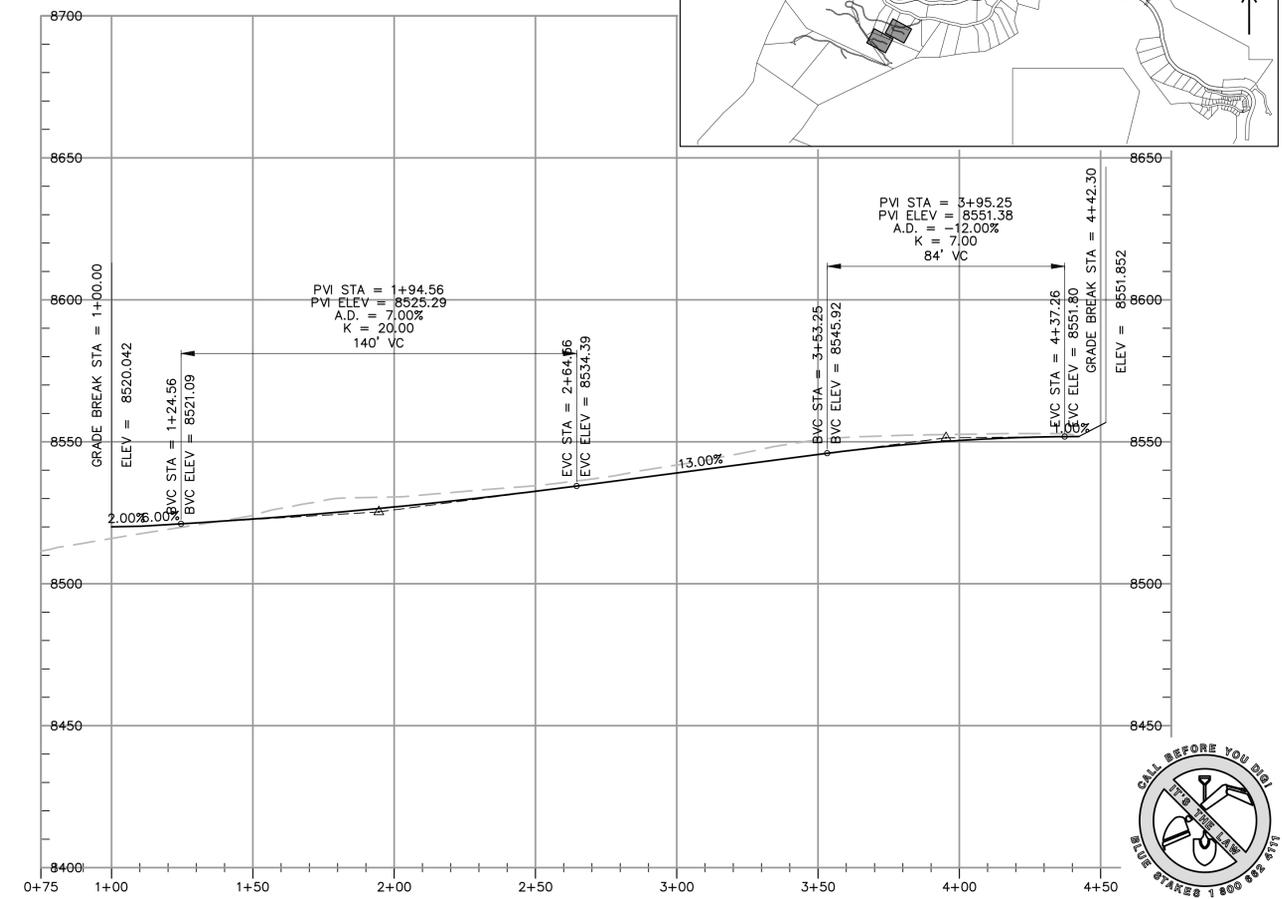 8700
8650
8650
8600
8600
8550
8550
8500
8500
8450
8450
8400
GRADE BREAK STA = 1+00.00
ELEV = 8520.042
BVC STA = 1+24.56
BVC ELEV = 8521.09
PVI STA = 1+94.56
PVI ELEV = 8525.29
A.D. = 7.00%
K = 20.00
140' VC
EVC STA = 2+64.56
EVC ELEV = 8534.39
BVC STA = 3+53.25
BVC ELEV = 8545.92
PVI STA = 3+95.25
PVI ELEV = 8551.38
A.D. = -12.00%
K = 7.00
84' VC
EVC STA = 4+37.26
EVC ELEV = 8551.80
GRADE BREAK STA = 4+42.30
ELEV = 8551.852
2.00%
6.00%
13.00%
1.00%
0+75
1+00
1+50
2+00
2+50
3+00
3+50
4+00
4+50
CALL BEFORE YOU DIG!
IT'S THE LAW
BLUE STAKES 1 800 662 4111